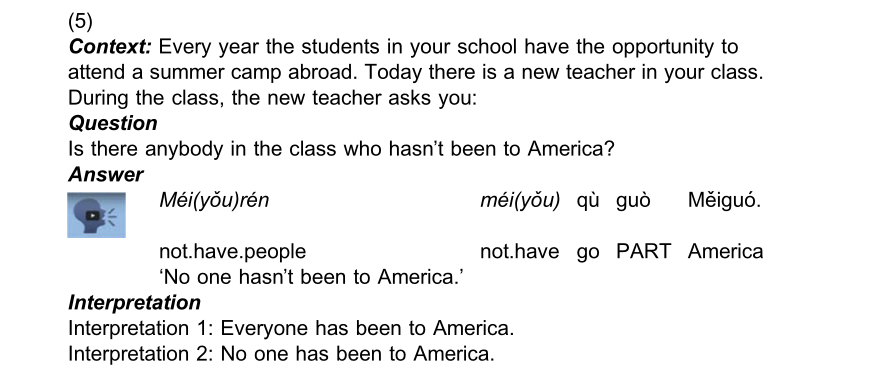 (5)
Context: Every year the students in your school have the opportunity to
attend a summer camp abroad. Today there is a new teacher in your class.
During the class, the new teacher asks you:
Question
Is there anybody in the class who hasn’t been to America?
Answer
Méi(yǒu)rén méi(yǒu) qù guò Měiguó.
not.have.people not.have go PART America
‘No one hasn’t been to America.’
Interpretation
Interpretation 1: Everyone has been to America.
Interpretation 2: No one has been to America.